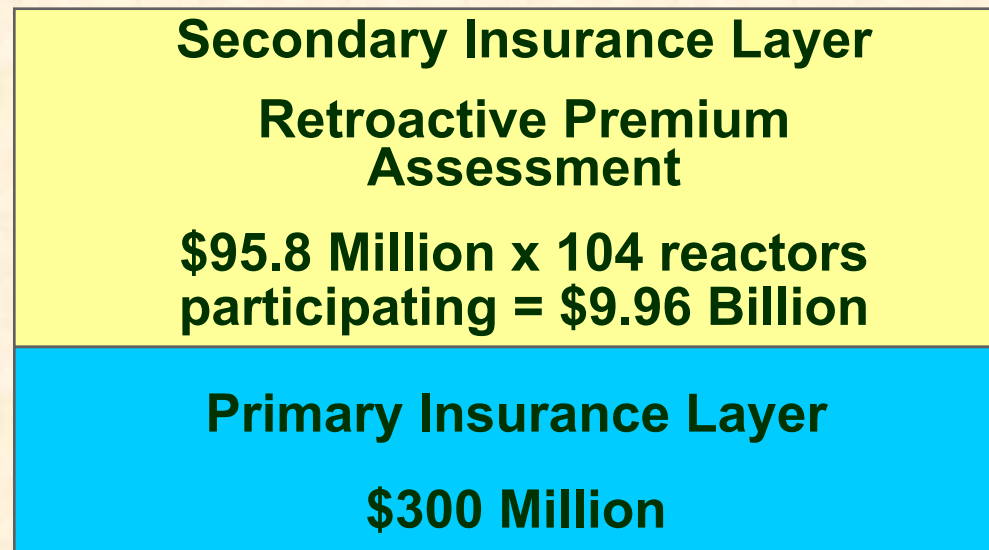 Secondary Insurance Layer
Retroactive Premium
Assessment
$95.8 Million x 104 reactors
participating = $9.96 Billion
Primary Insurance Layer
$300 Million